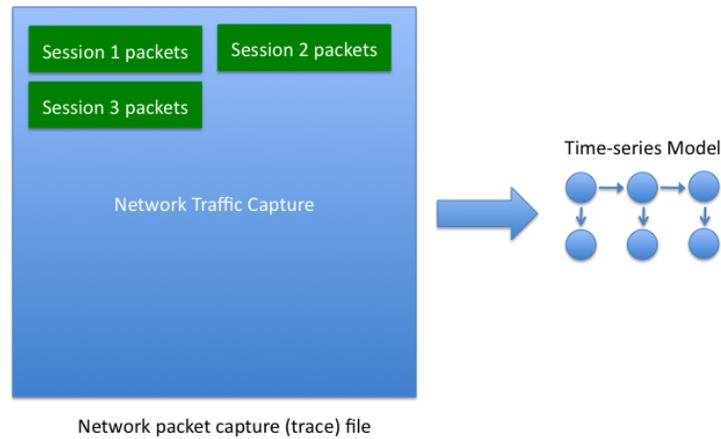 Session 1 packets
Session 2 packets
Session 3 packets
Network Traffic Capture
Time-series Model
Network packet capture (trace) file